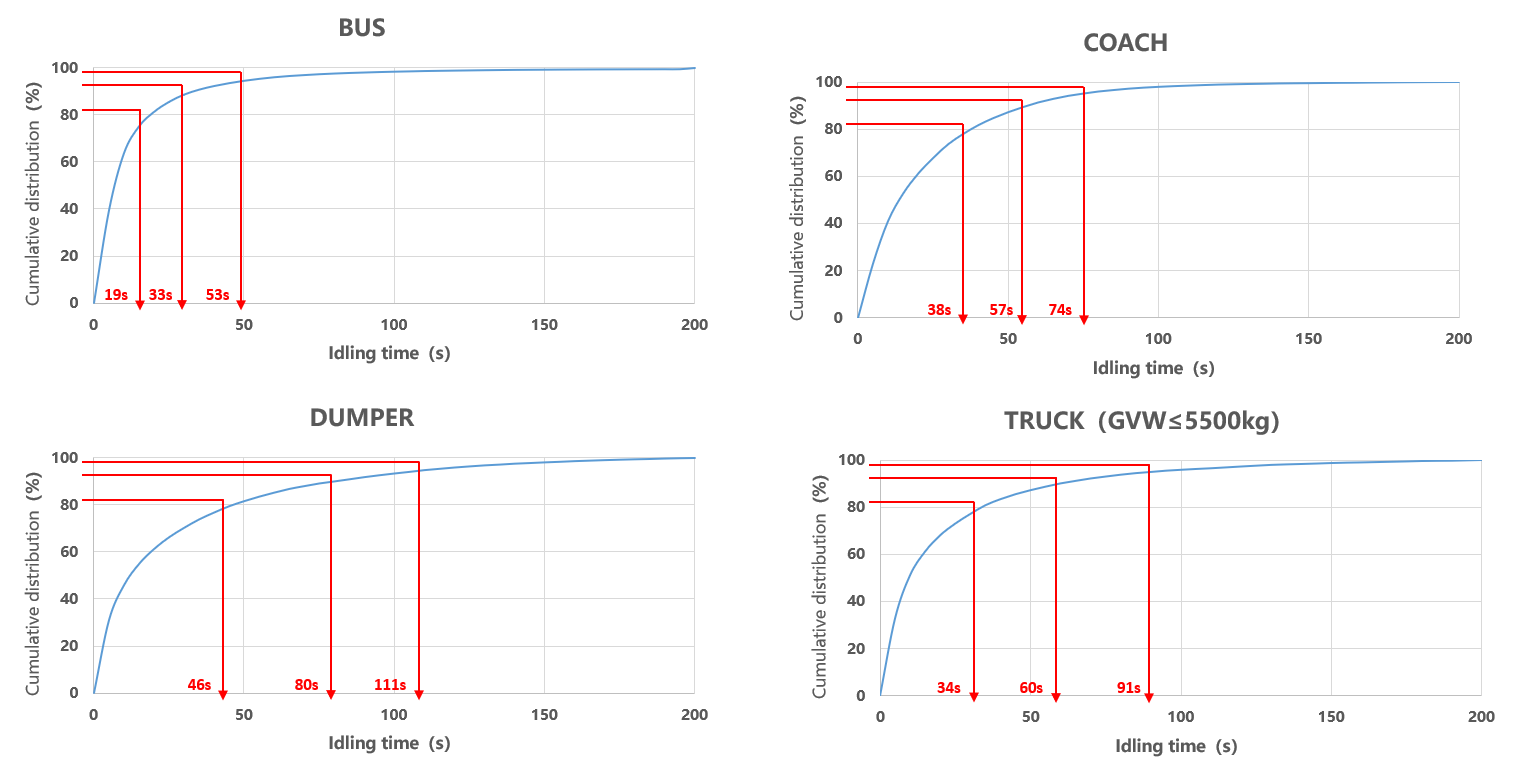 BUS
Cumulative distribution (%)
100
80
60
40
20
0
19s 33s 53s
0 50 100 150 200
Idling time (s)
COACH
Cumulative distribution (%)
100
80
60
40
20
0
38s 57s 74s
0 50 100 150 200
Idling time (s)
DUMPER
Cumulative distribution (%)
100
80
60
40
20
0
46s 80s 111s
0 50 100 150 200
Idling time (s)
TRUCK (GVW≤5500kg)
Cumulative distribution (%)
100
80
60
40
20
0
34s 60s 91s
0 50 100 150 200
Idling time (s)